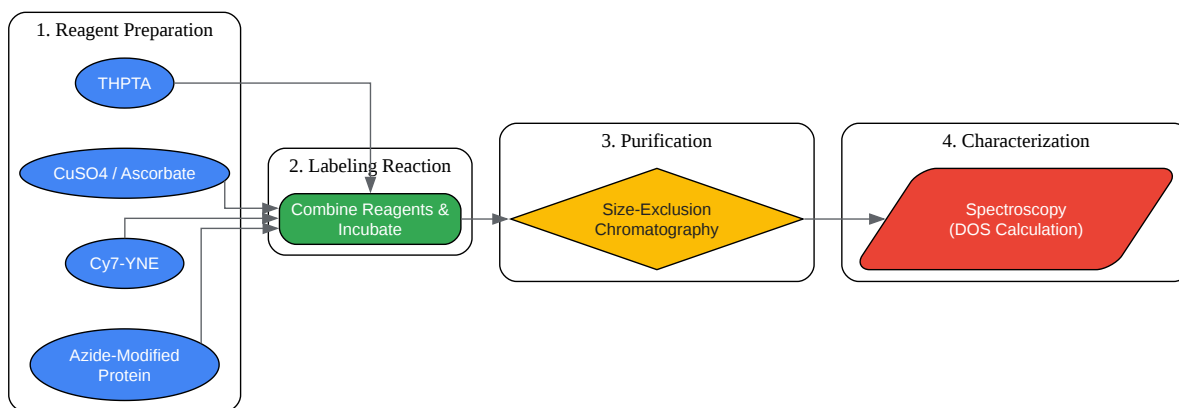 1. Reagent Preparation
THPTA
CuSO4 / Ascorbate
Cy7-YNE
Azide-Modified
Protein
2. Labeling Reaction
Combine Reagents &
Incubate
3. Purification
Size-Exclusion
Chromatography
4. Characterization
Spectroscopy
(DOS Calculation)